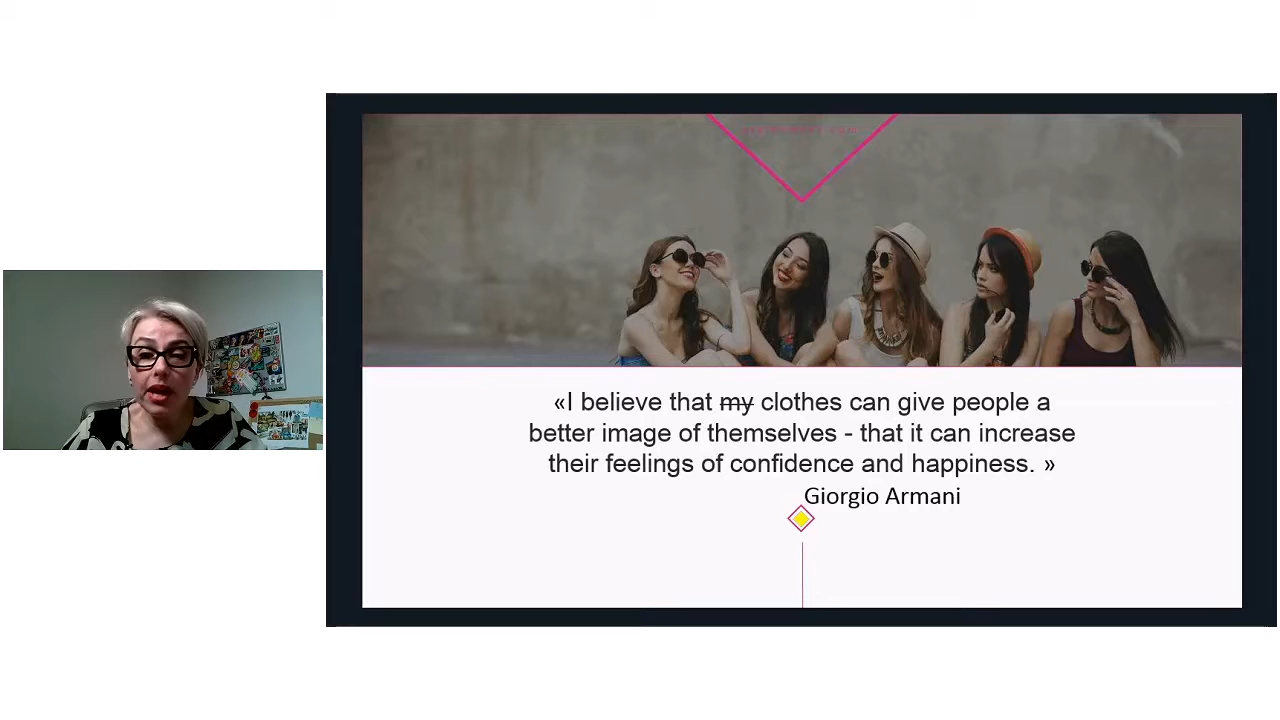 «I believe that my clothes can give people a
better image of themselves - that it can increase
their feelings of confidence and happiness. »
Giorgio Armani